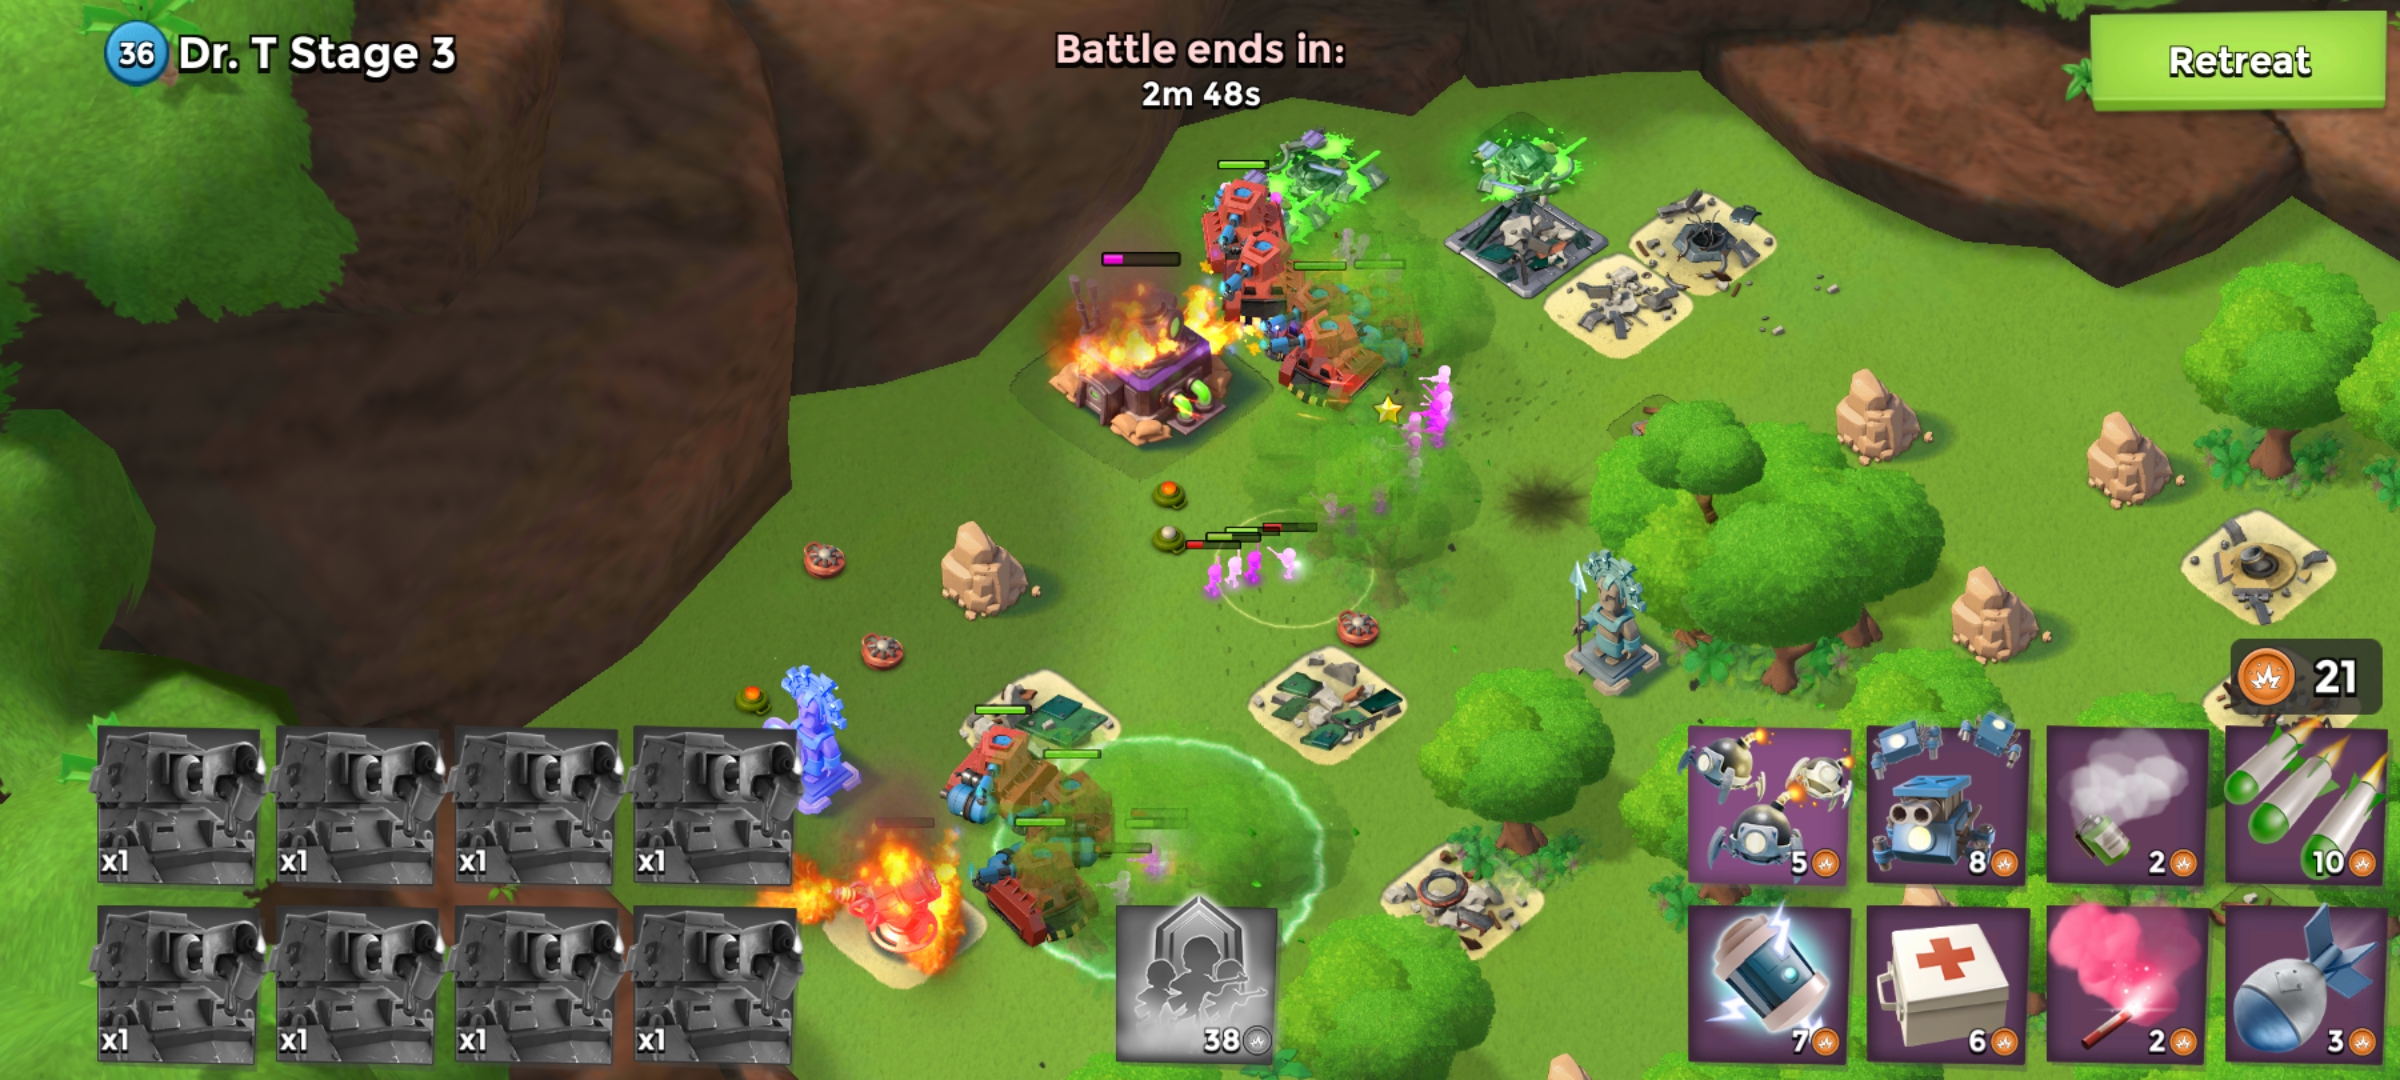 36 Dr. T Stage 3
Battle ends in:
2m 48s
Retreat
21
x1 x1 x1 x1
5 8 2 10
x1 x1 x1 x1
38
7 6 2 3